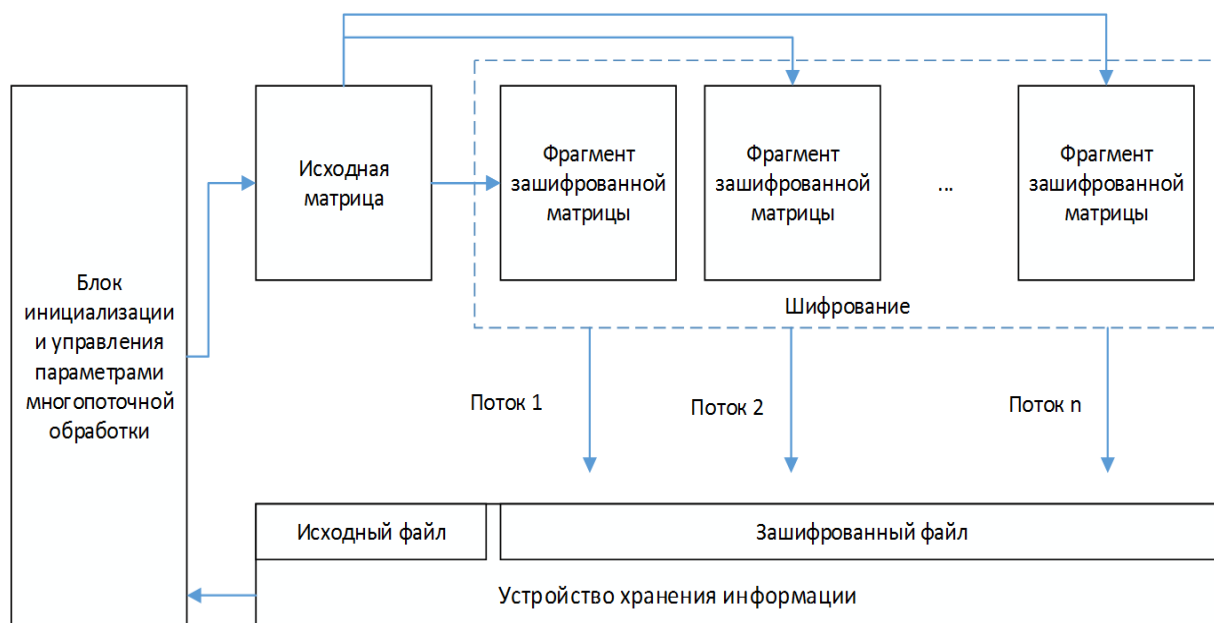 Блок
инициализации
и управления
параметрами
многопоточной
обработки
Исходная
матрица
Фрагмент
зашифрованной
матрицы
Фрагмент
зашифрованной
матрицы
...
Фрагмент
зашифрованной
матрицы
Шифрование
Поток 1
Поток 2
Поток n
Исходный файл
Зашифрованный файл
Устройство хранения информации